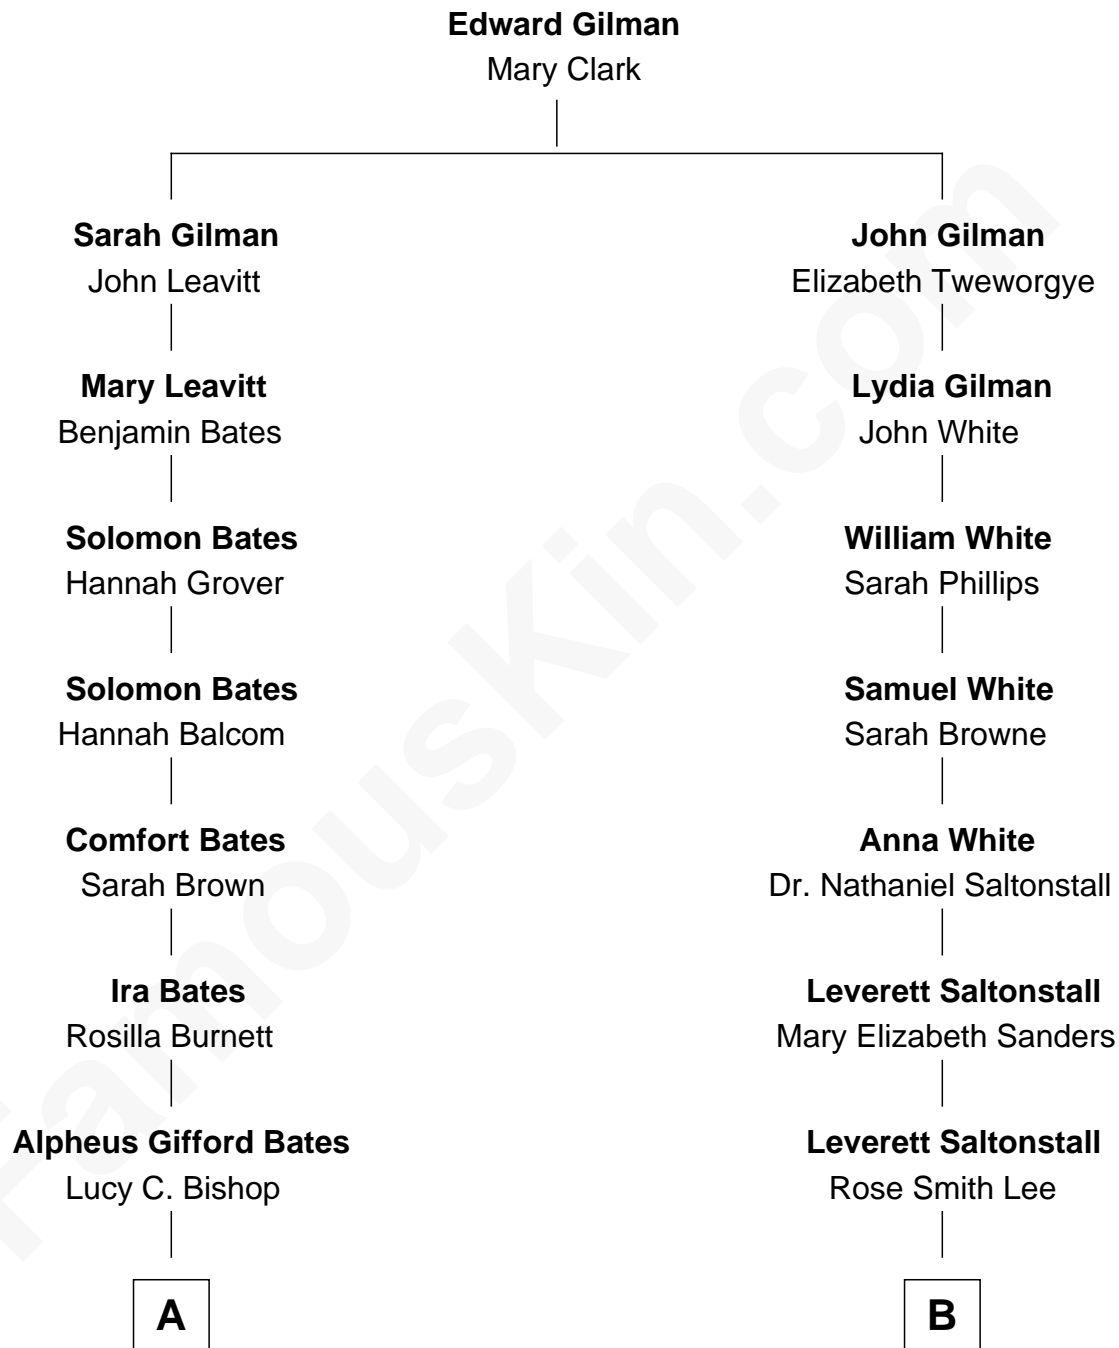 Edward Gilman
Mary Clark
Sarah Gilman
John Leavitt
John Gilman
Elizabeth Tweworgye
Mary Leavitt
Benjamin Bates
Lydia Gilman
John White
Solomon Bates
Hannah Grover
William White
Sarah Phillips
Solomon Bates
Hannah Balcom
Samuel White
Sarah Browne
Comfort Bates
Sarah Brown
Anna White
Dr. Nathaniel Saltonstall
Ira Bates
Rosilla Burnett
Leverett Saltonstall
Mary Elizabeth Sanders
Alpheus Gifford Bates
Lucy C. Bishop
Leverett Saltonstall
Rose Smith Lee
A
B
FamousKin.com